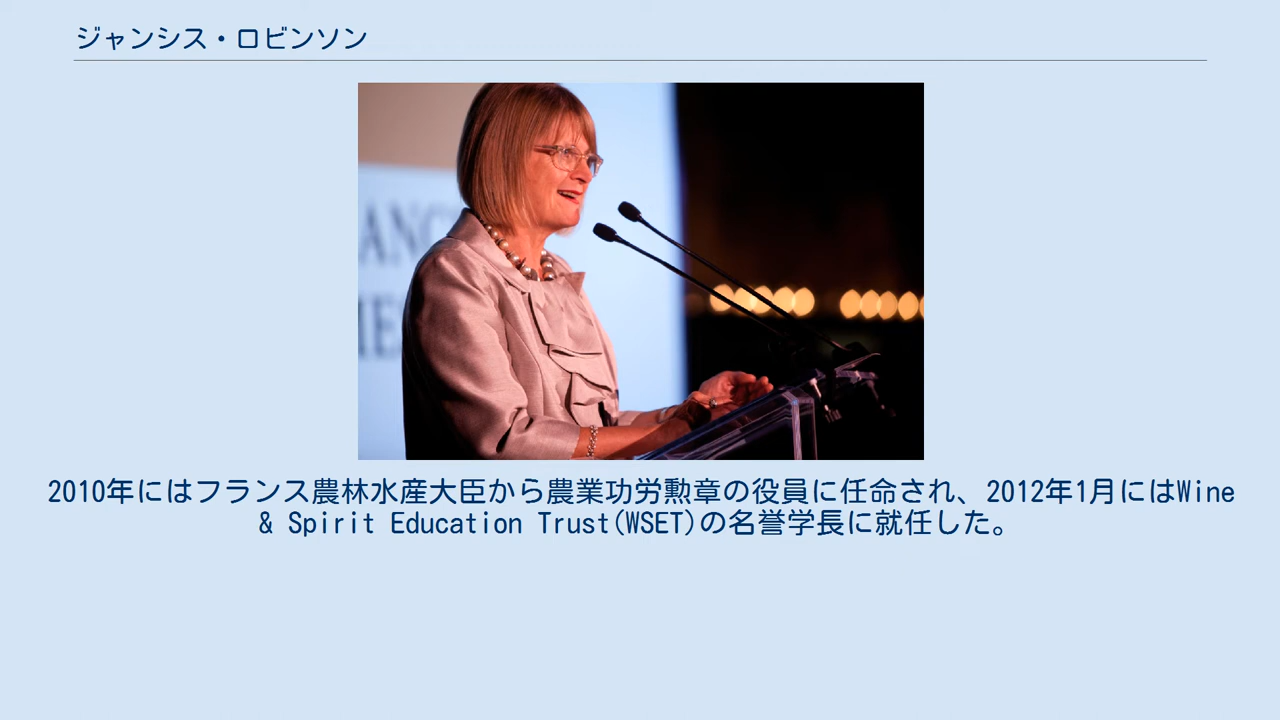 ジャンシス・ロビンソン
2010年にはフランス農林水産大臣から農業功労勲章の役員に任命され、2012年1月にはWine
& Spirit Education Trust(WSET)の名誉学長に就任した。